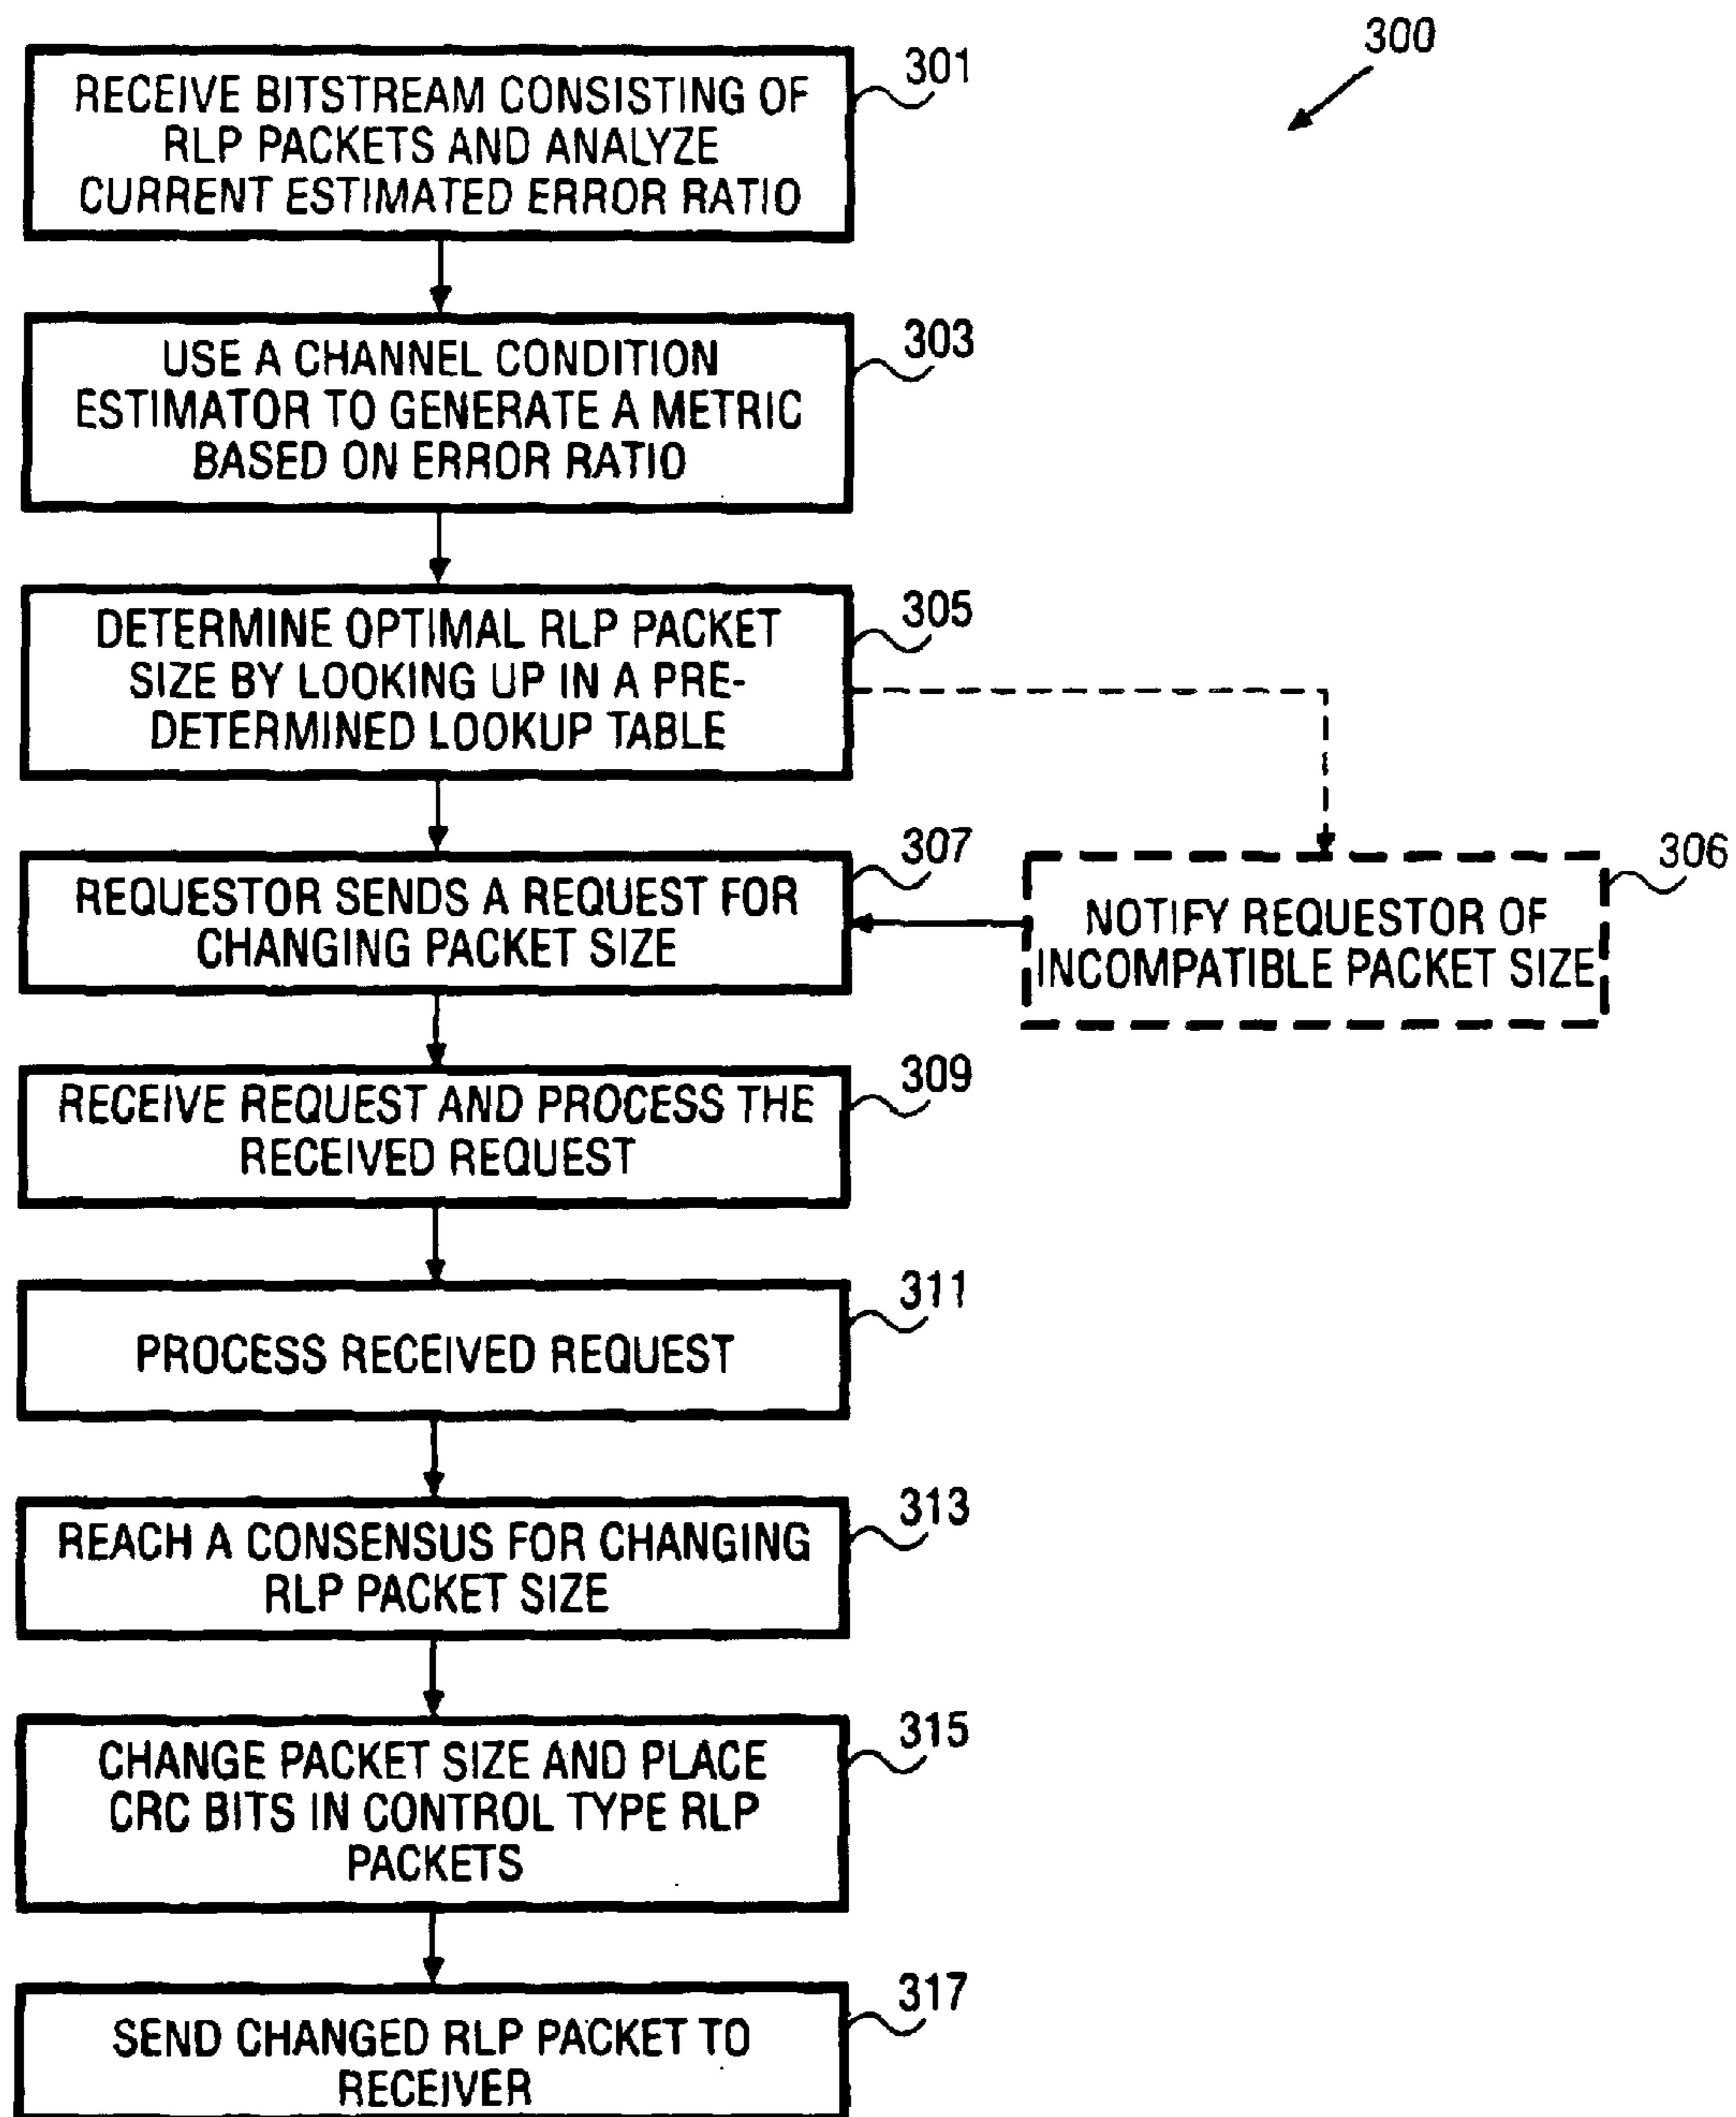 300
301
RECEIVE BITSTREAM CONSISTING OF
RLP PACKETS AND ANALYZE
CURRENT ESTIMATED ERROR RATIO
303
USE A CHANNEL CONDITION
ESTIMATOR TO GENERATE A METRIC
BASED ON ERROR RATIO
305
DETERMINE OPTIMAL RLP PACKET
SIZE BY LOOKING UP IN A PRE-
DETERMINED LOOKUP TABLE
307
REQUESTOR SENDS A REQUEST FOR
CHANGING PACKET SIZE
306
NOTIFY REQUESTOR OF
INCOMPATIBLE PACKET SIZE
309
RECEIVE REQUEST AND PROCESS THE
RECEIVED REQUEST
311
PROCESS RECEIVED REQUEST
313
REACH A CONSENSUS FOR CHANGING
RLP PACKET SIZE
315
CHANGE PACKET SIZE AND PLACE
CRC BITS IN CONTROL TYPE RLP
PACKETS
317
SEND CHANGED RLP PACKET TO
RECEIVER